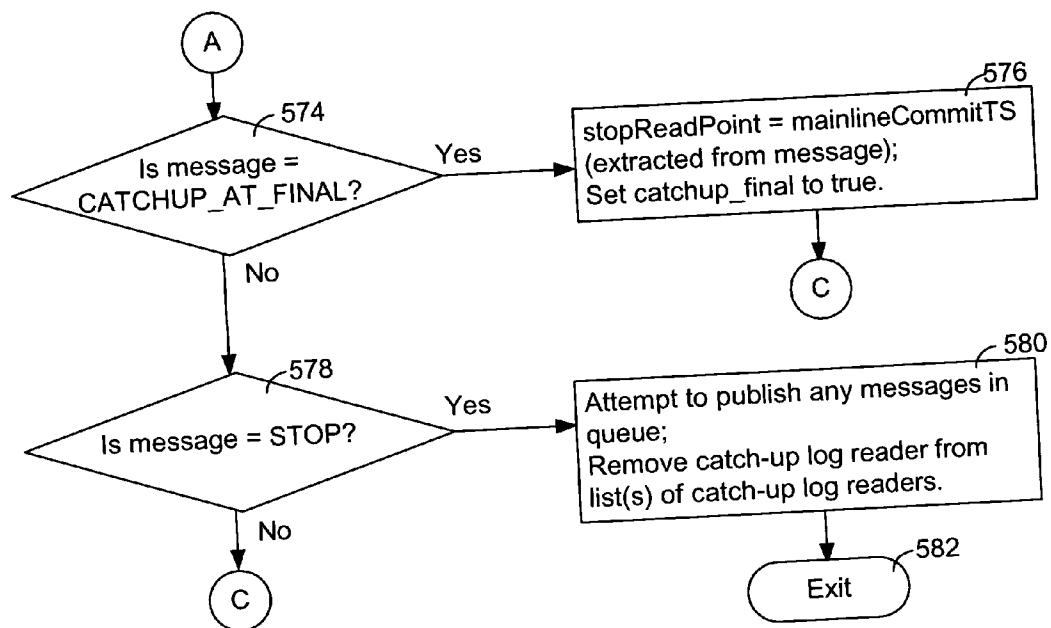 A
574
Is message =
CATCHUP_AT_FINAL?
Yes
576
stopReadPoint = mainlineCommitTS
(extracted from message);
Set catchup_final to true.
No
C
578
Is message = STOP?
Yes
580
Attempt to publish any messages in
queue;
Remove catch-up log reader from
list(s) of catch-up log readers.
No
C
582
Exit